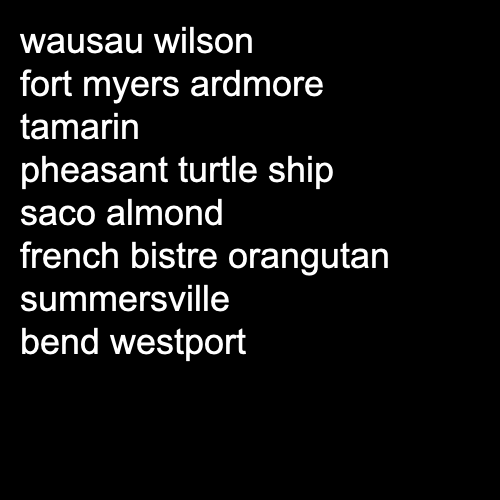 wausau wilson
fort myers ardmore
tamarin
pheasant turtle ship
saco almond
french bistre orangutan
summersville
bend westport